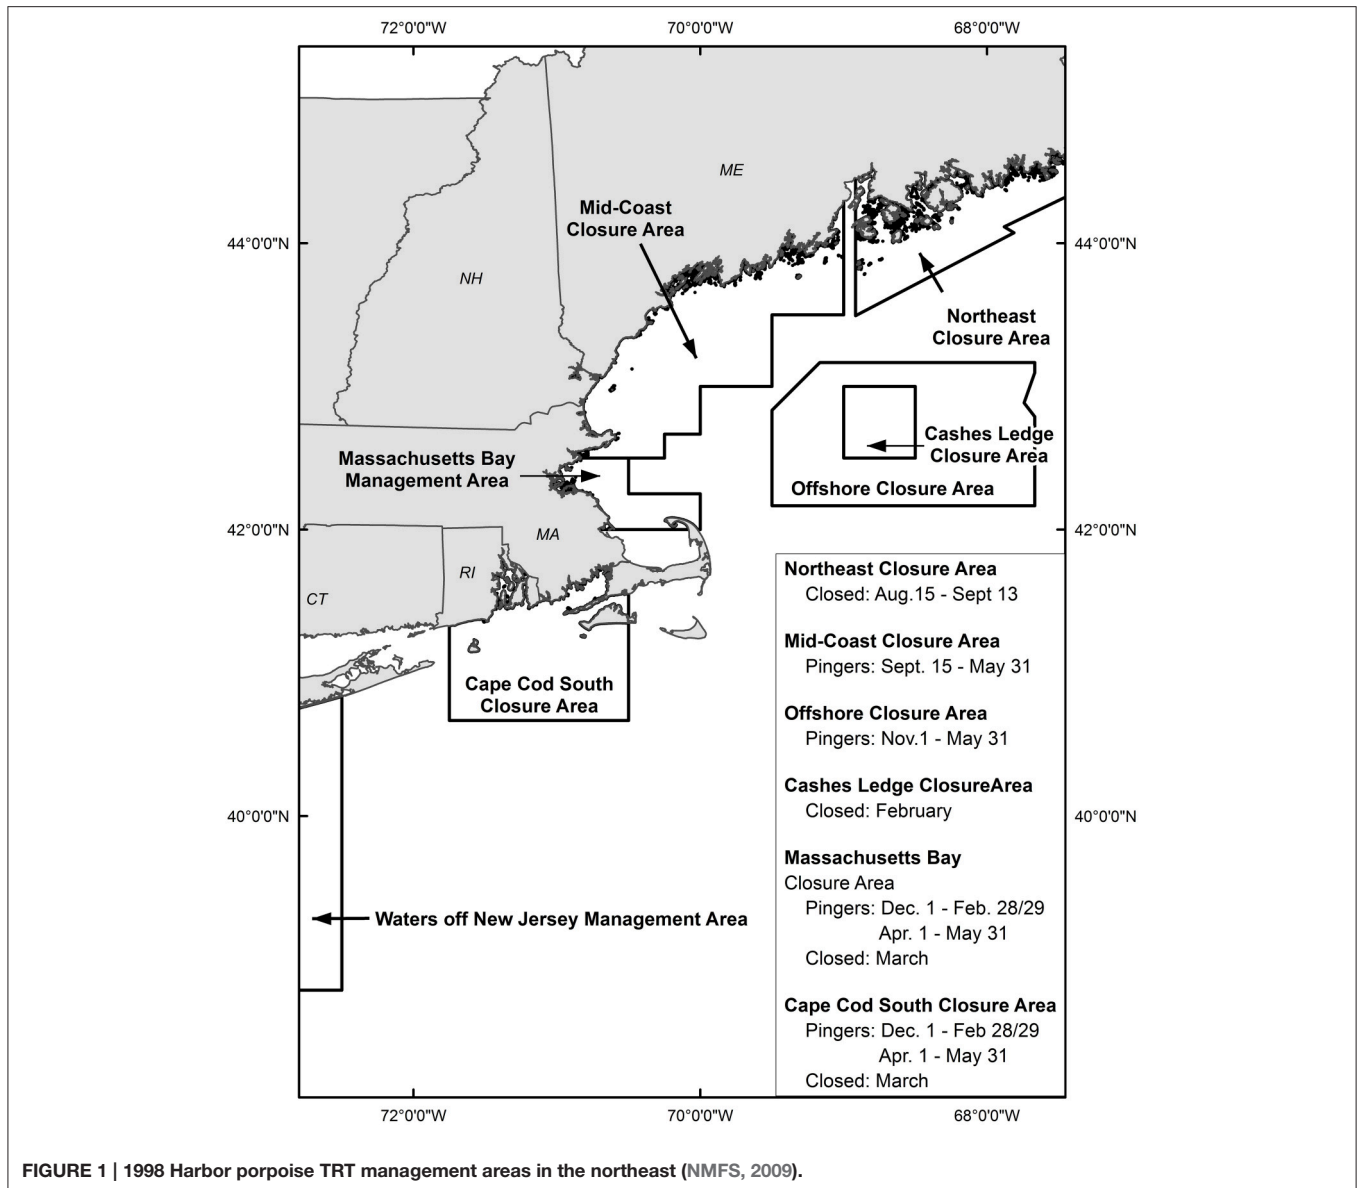 72°0'0"W 70°0'0"W 68°0'0"W
ME
Mid-Coast
Closure Area
44°0'0"N 44°0'0"N
NH
Northeast
Closure Area
Cashes Ledge
Closure Area
Massachusetts Bay
Management Area
Offshore Closure Area
42°0'0"N 42°0'0"N
MA
RI
CT
Cape Cod South
Closure Area
40°0'0"N 40°0'0"N
Waters off New Jersey Management Area
Northeast Closure Area
Closed: Aug.15 - Sept 13
Mid-Coast Closure Area
Pingers: Sept. 15 - May 31
Offshore Closure Area
Pingers: Nov.1 - May 31
Cashes Ledge ClosureArea
Closed: February
Massachusetts Bay
Closure Area
Pingers: Dec. 1 - Feb. 28/29
Apr. 1 - May 31
Closed: March
Cape Cod South Closure Area
Pingers: Dec. 1 - Feb 28/29
Apr. 1 - May 31
Closed: March
72°0'0"W 70°0'0"W 68°0'0"W
FIGURE 1 | 1998 Harbor porpoise TRT management areas in the northeast (NMFS, 2009).